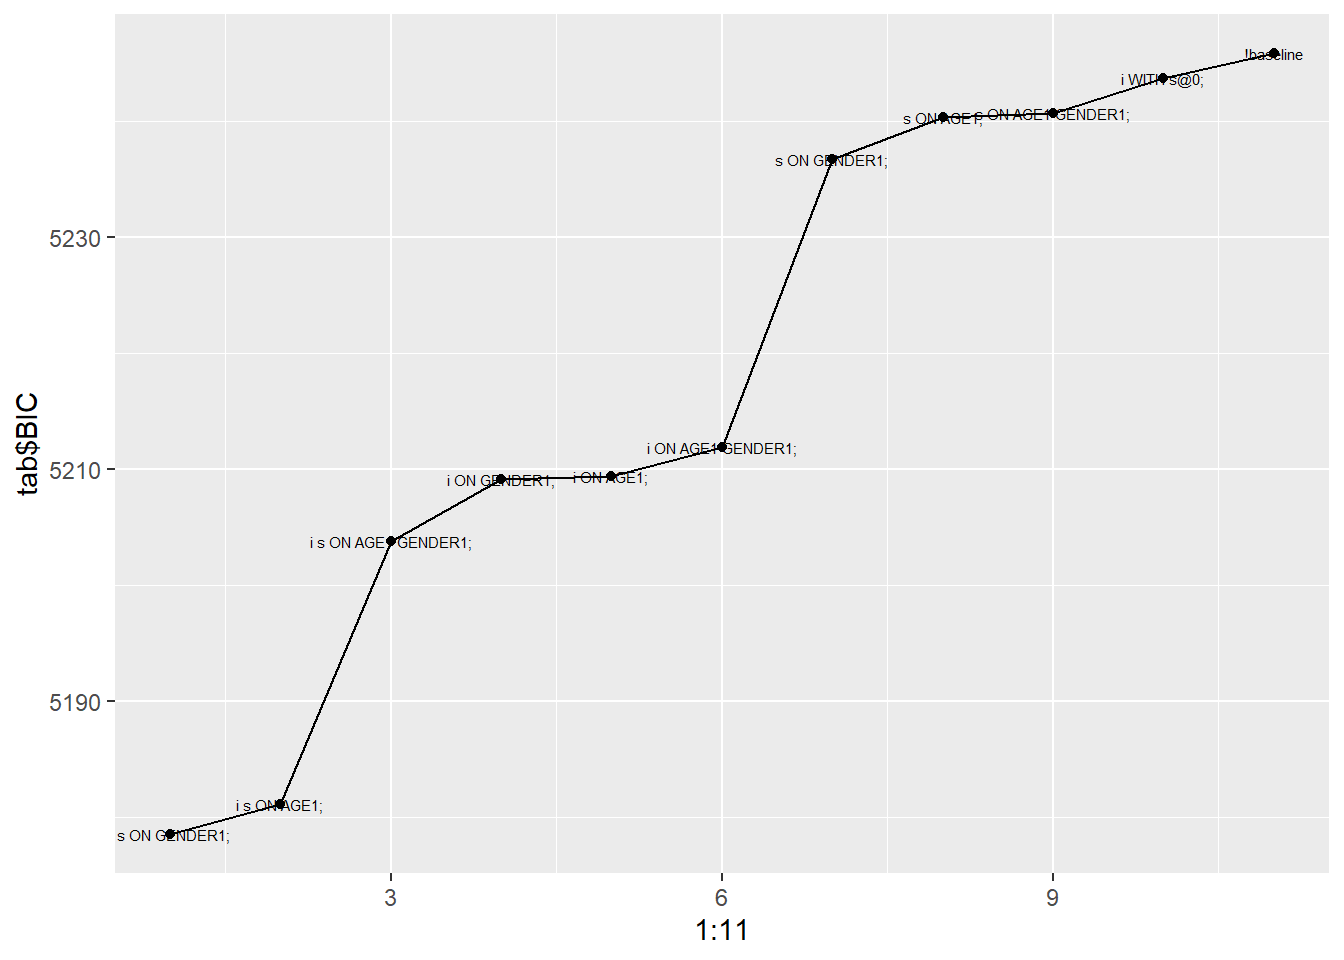 !baseline
i WITH s@0;
s ON AGE1;
s ON AGE1 GENDER1;
s ON GENDER1;
5230
i ON AGE1 GENDER1;
5210
i ON AGE1;
i ON GENDER1;
i s ON AGE1 GENDER1;
tab$BIC
5190
i s ON AGE1;
s ON GENDER1;
3
6
9
1:11